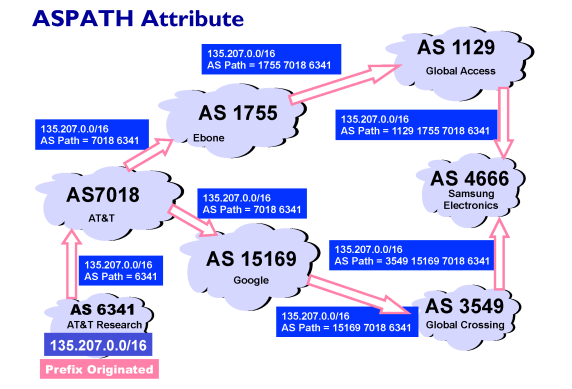 ASPATH Attribute
135.207.0.0/16
AS Path = 1755 7018 6341
AS 1129
Global Access
AS 1755
Ebone
135.207.0.0/16
AS Path = 1129 1755 7018 6341
135.207.0.0/16
AS Path = 7018 6341
AS7018
AT&T
135.207.0.0/16
AS Path = 7018 6341
AS 4666
Samsung
Electronics
AS 15169
Google
135.207.0.0/16
AS Path = 3549 15169 7018 6341
135.207.0.0/16
AS Path = 6341
AS 6341
AT&T Research
135.207.0.0/16
Prefix Originated
135.207.0.0/16
AS Path = 15169 7018 6341
AS 3549
Global Crossing